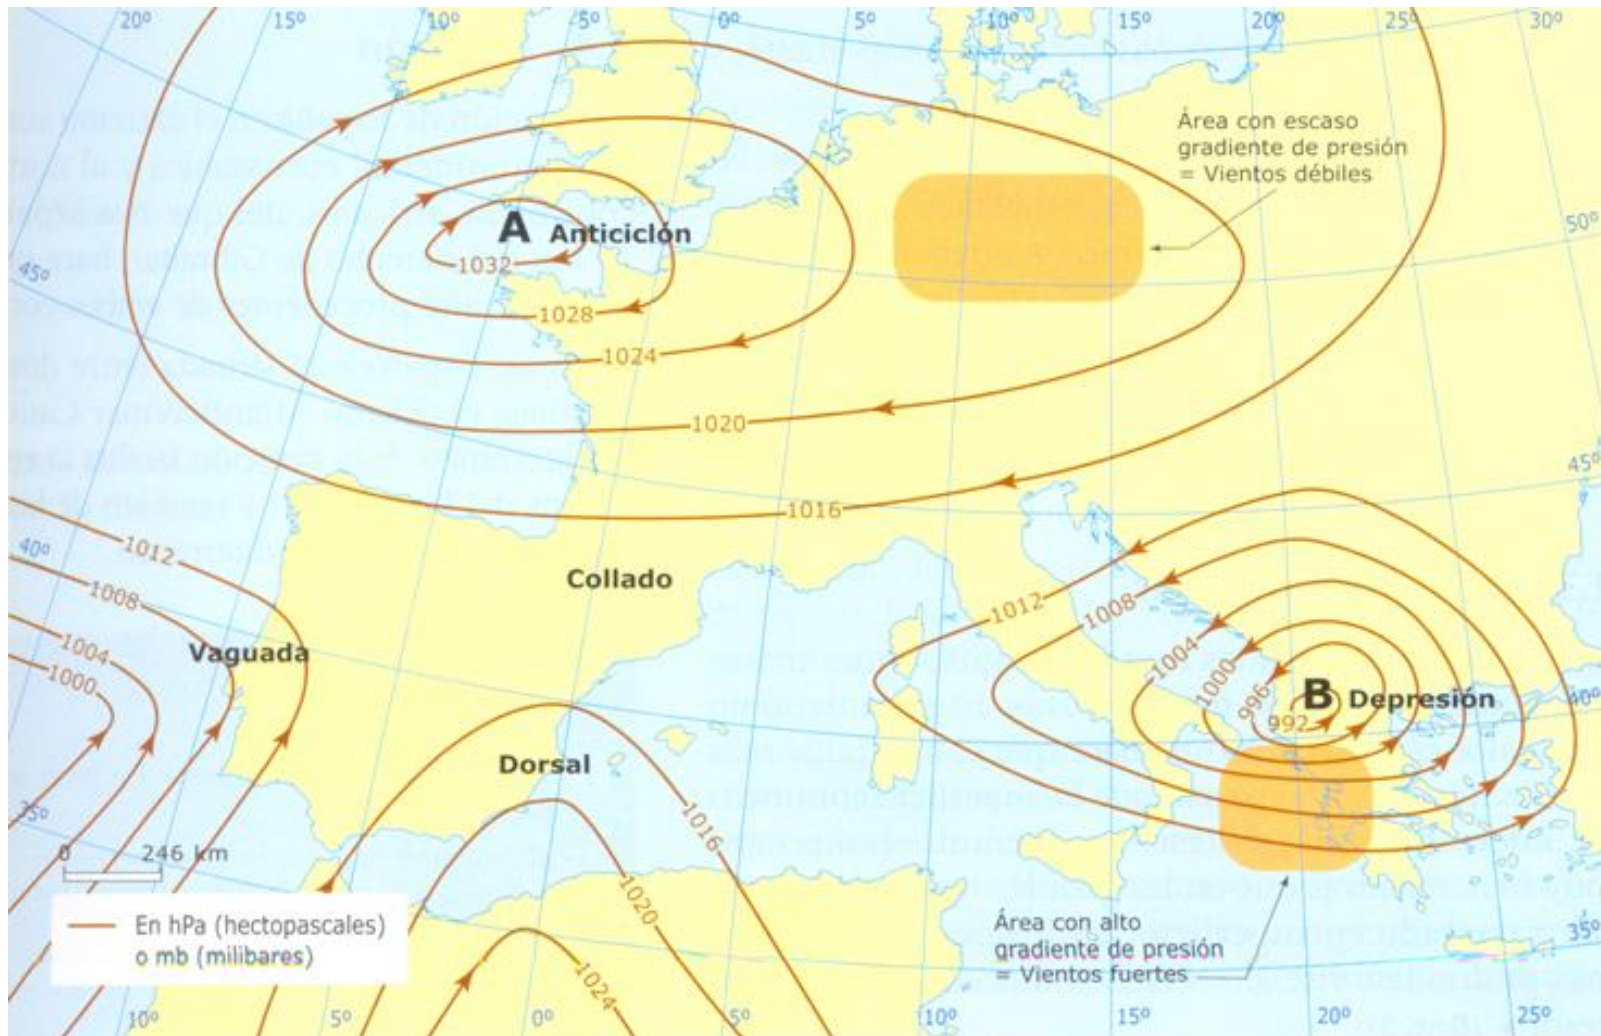 20º 15º 10º 5º 0º 5º 10º 15º 20º 25º 30º
Área con escaso
gradiente de presión
= Vientos débiles
50º
A Anticiclón
1032
45º
1028
1024
1020
45º
1016
40º
1012
Collado
1008
1012
1008
1004
Vaguada
1004
1000
1000
996
B Depresión
40º
992
Dorsal
35º
1016
0 246 km
1020
En hPa (hectopascales)
o mb (milibares)
Área con alto
gradiente de presión
= Vientos fuertes
35º
1024
10º 5º 0º 5º 10º 15º 20º 25º